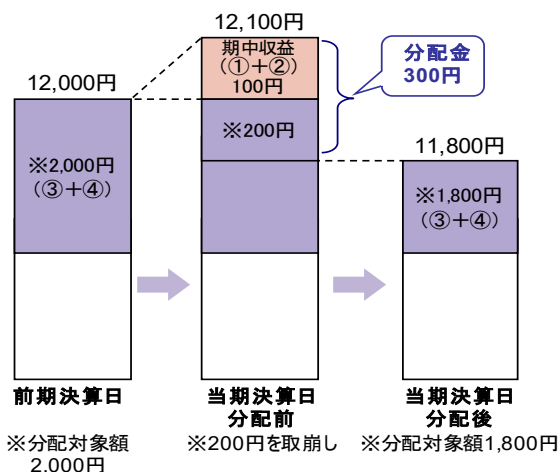 12,100円
期中収益
(①+②)
100円
分配金
300円
12,000円
※200円
11,800円
※2,000円
(③+④)
※1,800円
(③+④)
前期決算日
当期決算日
分配前
当期決算日
分配後
※分配対象額
2,000円
※200円を取崩し
※分配対象額1,800円